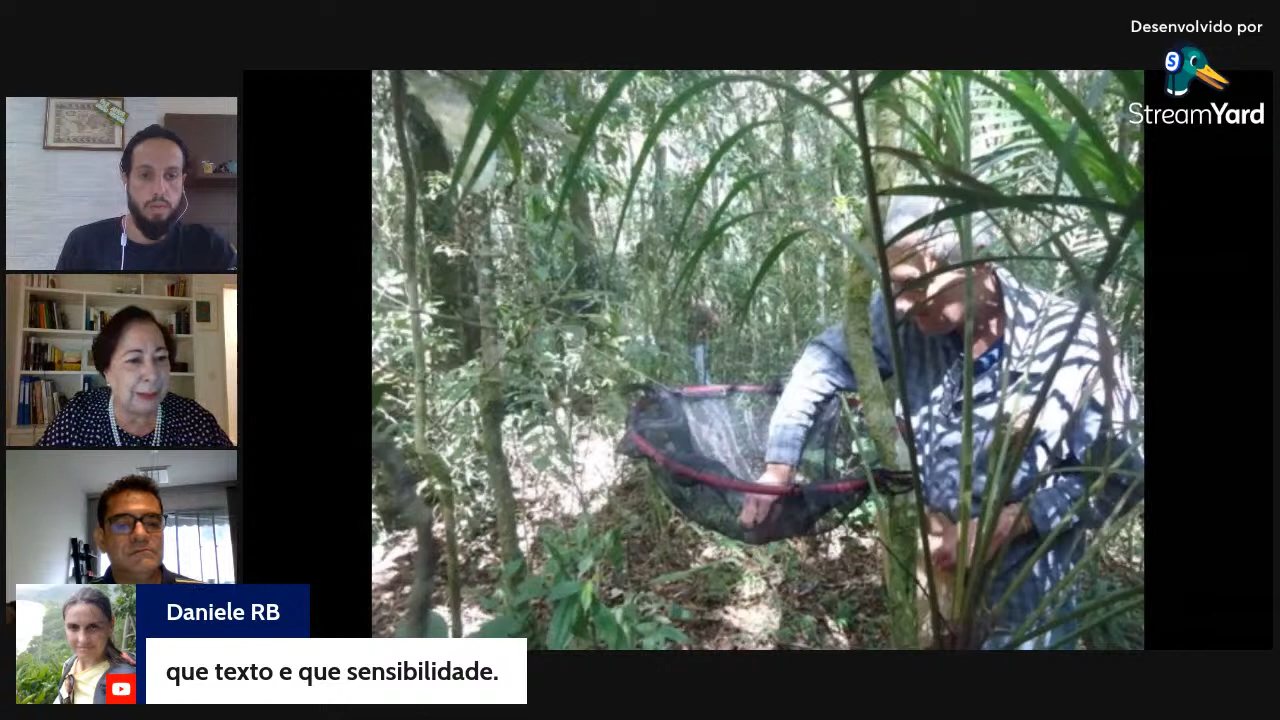 Desenvolvido por
StreamYard
Daniele RB
que texto e que sensibilidade.